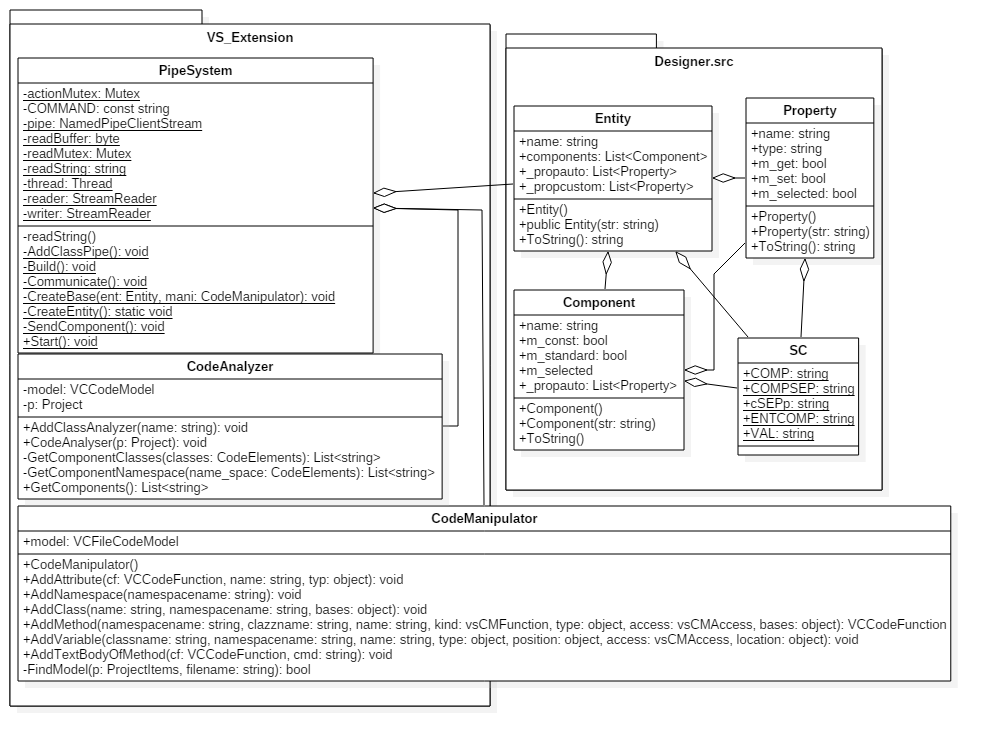 VS_Extension
PipeSystem
-actionMutex: Mutex
-COMMAND: const string
-pipe: NamedPipeClientStream
-readBuffer: byte
-readMutex: Mutex
-readString: string
-thread: Thread
-reader: StreamReader
-writer: StreamReader
-readString()
-AddClassPipe(): void
-Build(): void
-Communicate(): void
-CreateBase(ent: Entity, mani: CodeManipulator): void
-CreateEntity(): static void
-SendComponent(): void
+Start(): void
CodeAnalyzer
-model: VCCodeModel
-p: Project
+AddClassAnalyzer(name: string): void
+CodeAnalyser(p: Project): void
-GetComponentClasses(classes: CodeElements): List<string>
-GetComponentNamespace(name_space: CodeElements): List<string>
+GetComponents(): List<string>
CodeManipulator
+model: VCFileCodeModel
+CodeManipulator()
+AddAttribute(cf: VCCodeFunction, name: string, typ: object): void
+AddNamespace(namespacename: string): void
+AddClass(name: string, namespacename: string, bases: object): void
+AddMethod(namespacename: string, clazzname: string, name: string, kind: vsCMFunction, type: object, access: vsCMAccess, bases: object): VCCodeFunction
+AddVariable(classname: string, namespacename: string, name: string, type: object, position: object, access: vsCMAccess, location: object): void
+AddTextBodyOfMethod(cf: VCCodeFunction, cmd: string): void
-FindModel(p: ProjectItems, filename: string): bool
Designer.src
Entity
+name: string
+components: List<Component>
+_propauto: List<Property>
+_propcustom: List<Property>
+Entity()
+public Entity(str: string)
+ToString(): string
Property
+name: string
+type: string
+m_get: bool
+m_set: bool
+m_selected: bool
+Property()
+Property(str: string)
+ToString(): string
Component
+name: string
+m_const: bool
+m_standard: bool
+m_selected
+_propauto: List<Property>
+Component()
+Component(str: string)
+ToString()
SC
+COMP: string
+COMPSEP: string
+cSEPp: string
+ENTCOMP: string
+VAL: string